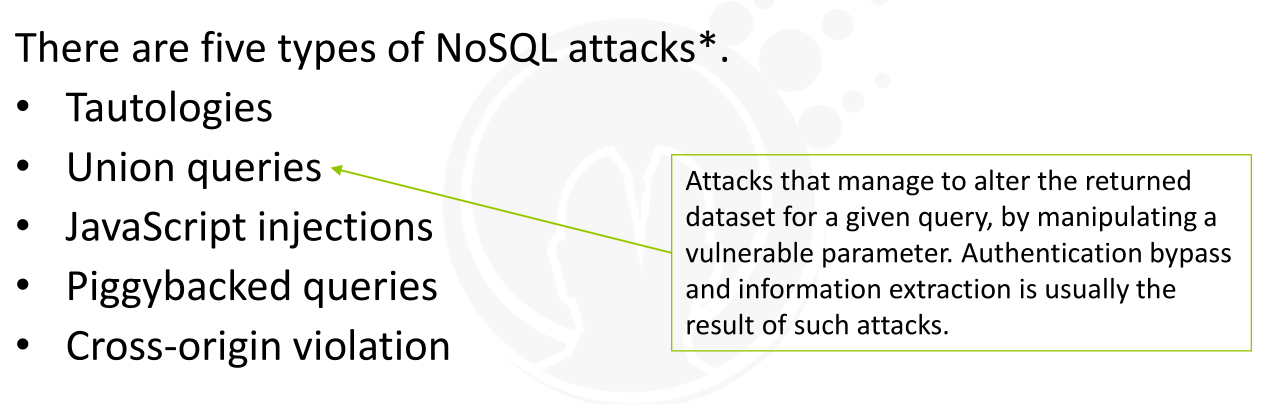 There are five types of NoSQL attacks*.
• Tautologies
• Union queries
• JavaScript injections
• Piggybacked queries
• Cross-origin violation
Attacks that manage to alter the returned
dataset for a given query, by manipulating a
vulnerable parameter. Authentication bypass
and information extraction is usually the
result of such attacks.